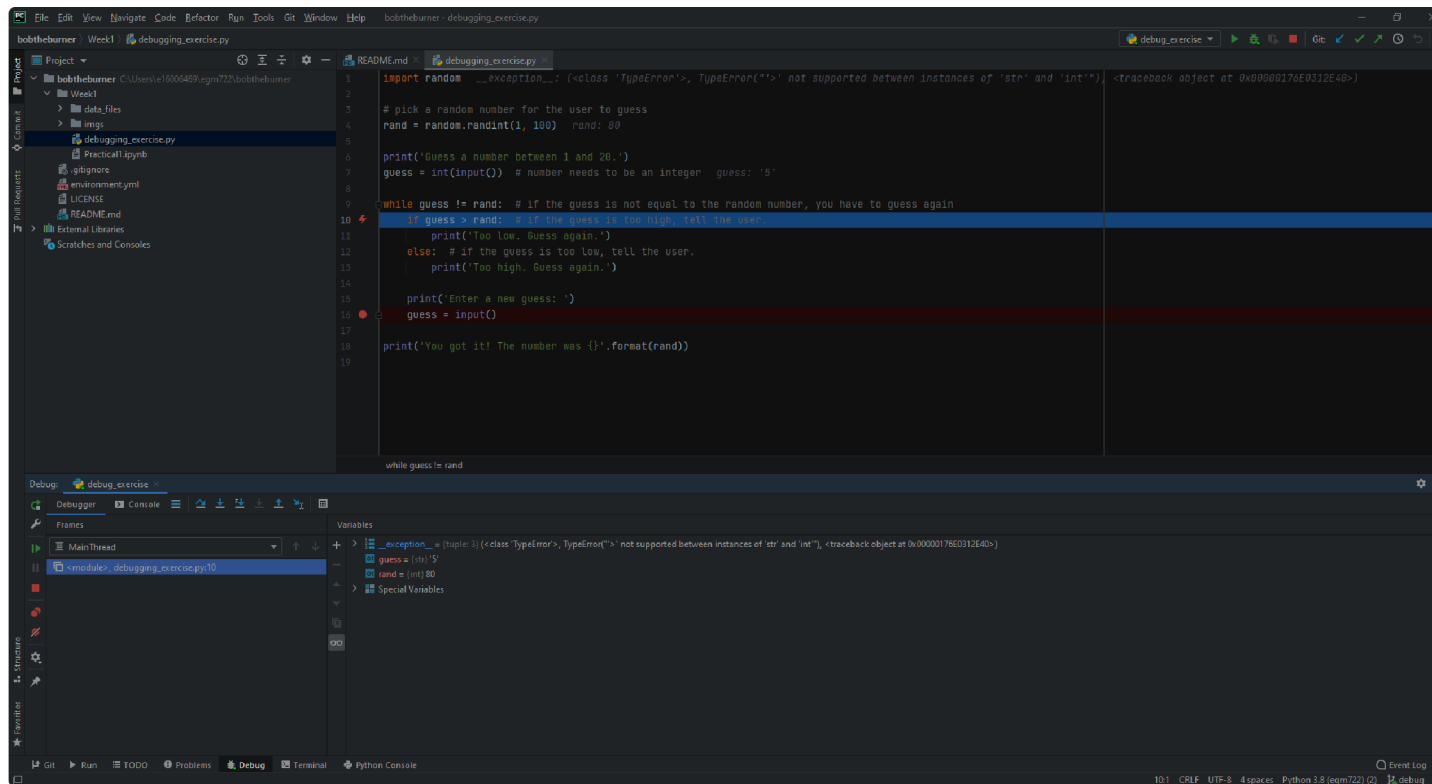 File Edit View Navigate Code Refactor Run Tools Git Window Help bobtheburner - debugging_exercise.py
bobtheburner Week1 debugging_exercise.py debug_exercise Git:
Project README.md debugging_exercise.py
Project
Commit
Pull Requests
bobtheburner C:\Users\e16006469\egm722\bobtheburner
Week1
data_files
imgs
debugging_exercise.py
Practical1.ipynb
.gitignore
environment.yml
LICENSE
README.md
External Libraries
Scratches and Consoles
1 import random __exception__: (<class 'TypeError'>, TypeError("'>' not supported between instances of 'str' and 'int'"), <traceback object at 0x00000176E0312E40>)
2
3 # pick a random number for the user to guess
4 rand = random.randint(1, 100) rand: 80
5
6 print('Guess a number between 1 and 20.')
7 guess = int(input()) # number needs to be an integer guess: '5'
8
9 while guess != rand: # if the guess is not equal to the random number, you have to guess again
10 if guess > rand: # if the guess is too high, tell the user.
11 print('Too low. Guess again.')
12 else: # if the guess is too low, tell the user.
13 print('Too high. Guess again.')
14
15 print('Enter a new guess: ')
16 guess = input()
17
18 print('You got it! The number was {}'.format(rand))
19
while guess != rand
Debug: debug_exercise
Debugger Console
Frames
MainThread
<module>, debugging_exercise.py:10
Variables
__exception__ = {tuple: 3} (<class 'TypeError'>, TypeError("'>' not supported between instances of 'str' and 'int'"), <traceback object at 0x00000176E0312E40>)
guess = {str} '5'
rand = {int} 80
Special Variables
Structure
Favorites
Git Run TODO Problems Debug Terminal Python Console Event Log
10:1 CRLF UTF-8 4 spaces Python 3.8 (egm722) (2) debug